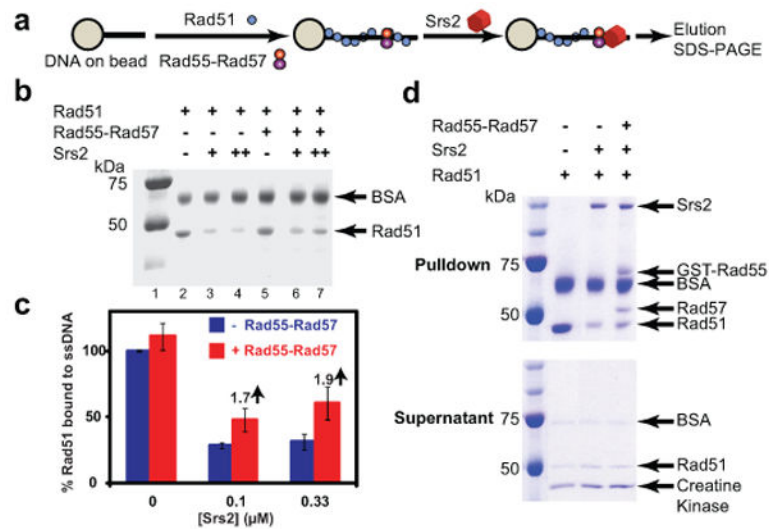 a
Rad51
Srs2
Elution
DNA on bead
Rad55-Rad57
SDS-PAGE
b
Rad51 + + + + + +
Rad55-Rad57 - - - + + +
Srs2 - + ++ - + ++
kDa
75
BSA
50
Rad51
1 2 3 4 5 6 7
c
- Rad55-Rad57
+ Rad55-Rad57
% Rad51 bound to ssDNA
100
50
0
1.7
1.9
0 0.1 0.33
[Srs2] (µM)
d
Rad55-Rad57 - - +
Srs2 - + +
Rad51 + + +
kDa
Srs2
Pulldown
75
GST-Rad55
BSA
Rad57
50
Rad51
Supernatant
75
BSA
50
Rad51
Creatine
Kinase